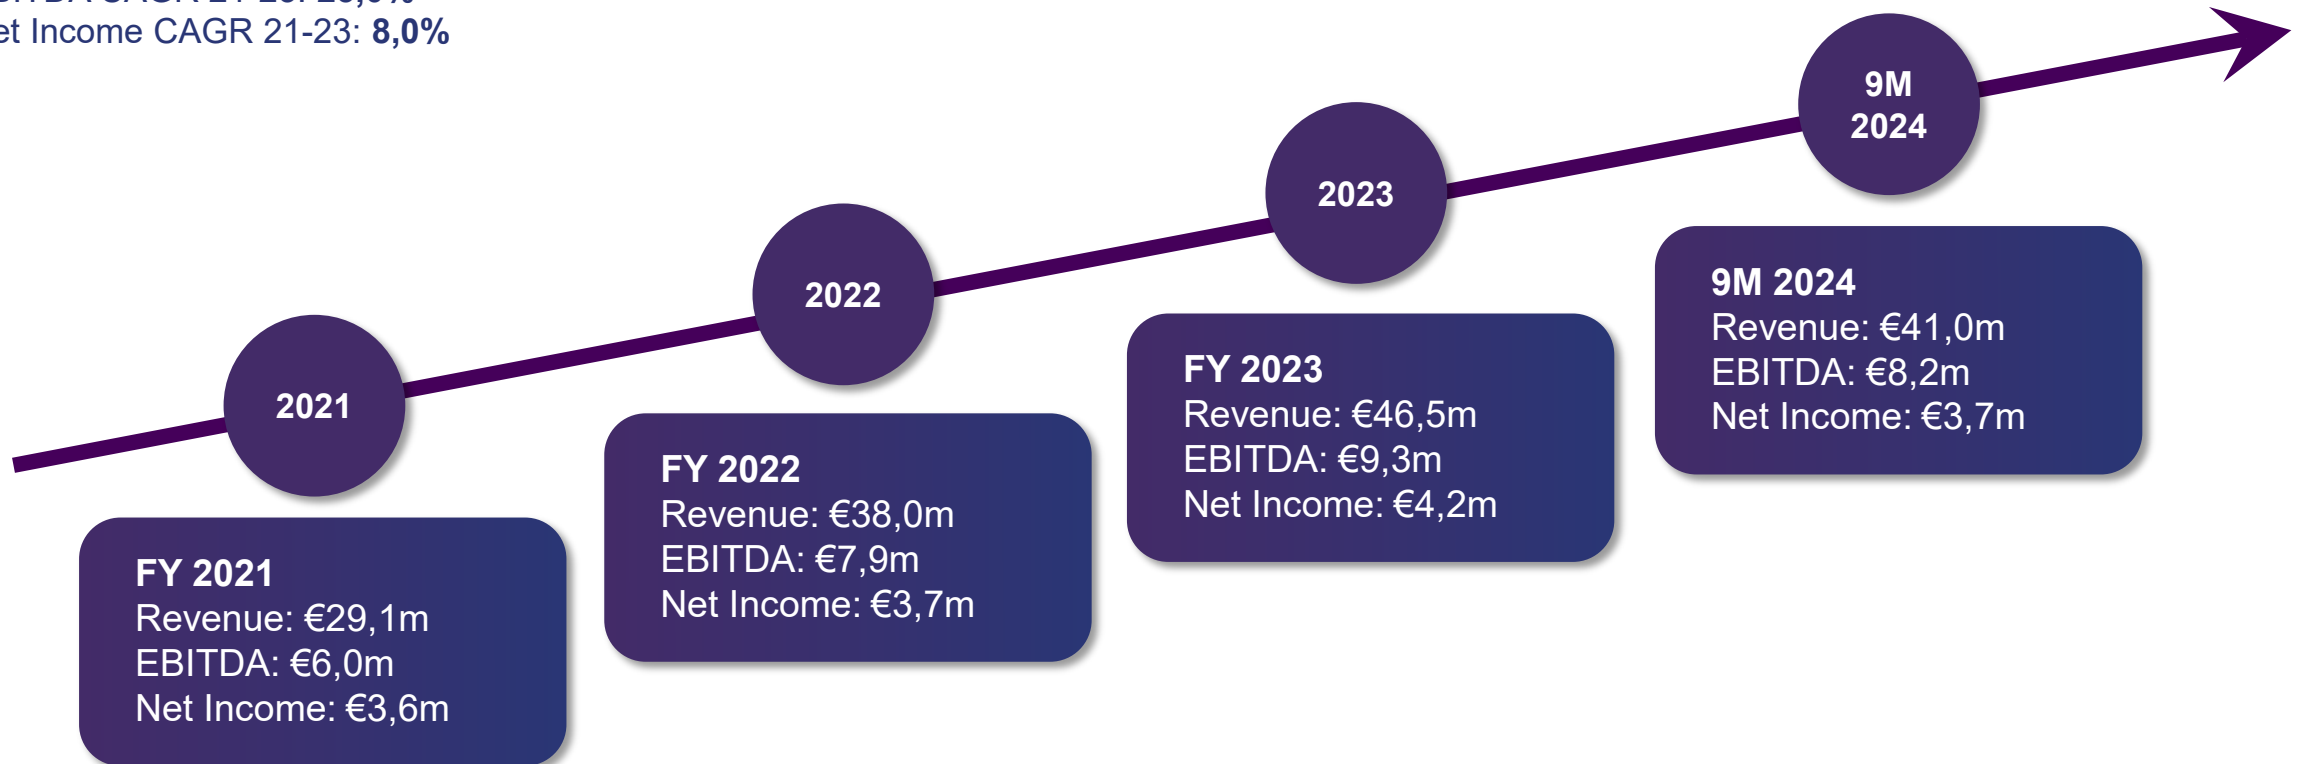 Net Income CAGR 21-23: 8,0%
9M
2024
2023
2022
2021
9M 2024
Revenue: €41,0m
EBITDA: €8,2m
Net Income: €3,7m
FY 2023
Revenue: €46,5m
EBITDA: €9,3m
Net Income: €4,2m
FY 2022
Revenue: €38,0m
EBITDA: €7,9m
Net Income: €3,7m
FY 2021
Revenue: €29,1m
EBITDA: €6,0m
Net Income: €3,6m